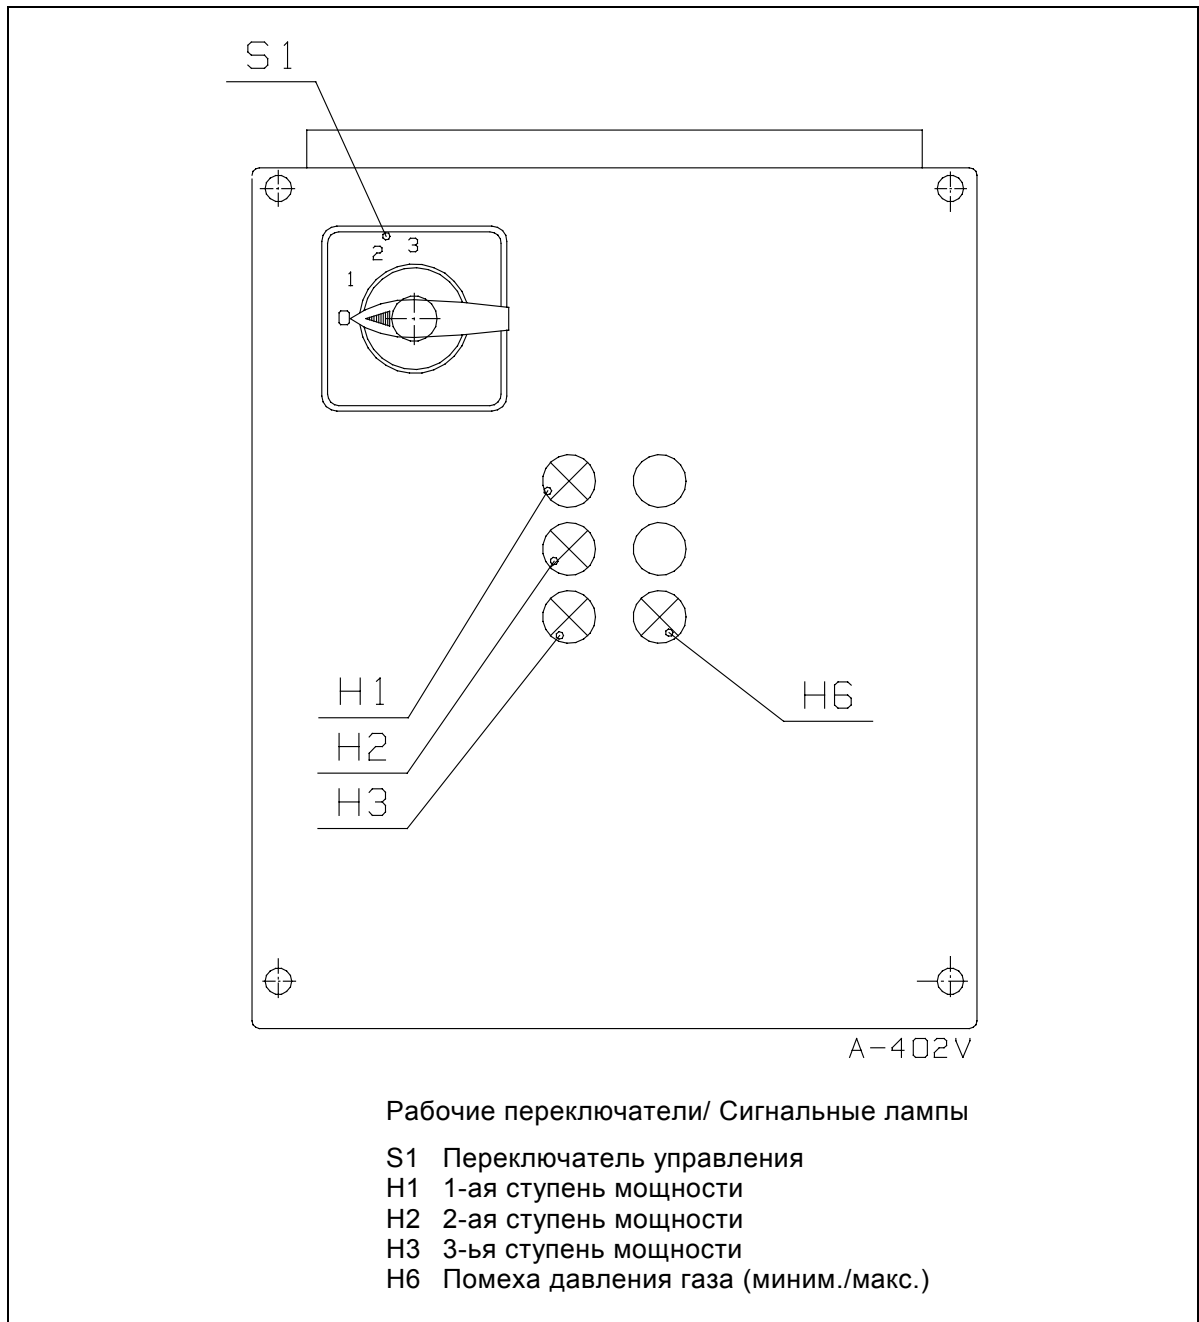 S1
3
2
1
0
H1
H6
H2
H3
A-402V
Рабочие переключатели/ Сигнальные лампы
S1 Переключатель управления
H1 1-ая ступень мощности
H2 2-ая ступень мощности
H3 3-ья ступень мощности
H6 Помеха давления газа (миним./макс.)